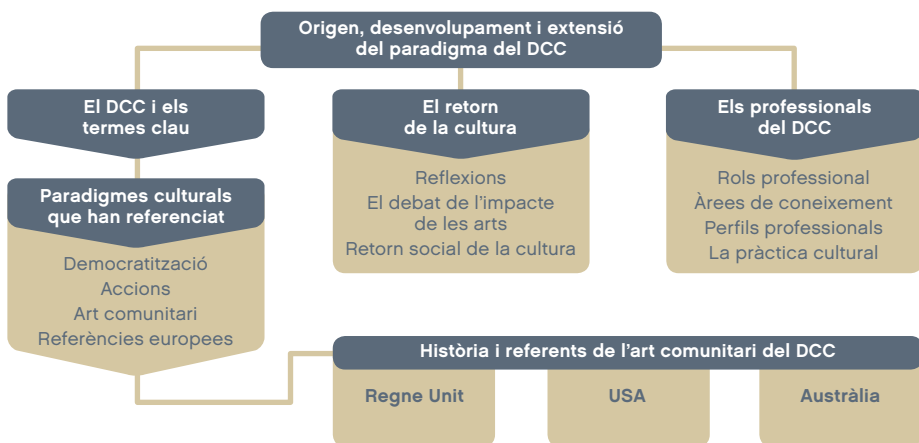 Origen, desenvolupament i extensió
del paradigma del DCC
El DCC i els
termes clau
Paradigmes culturals
que han referenciat
Democratització
Accions
Art comunitari
Referències europees
El retorn
de la cultura
Reflexions
El debat de l’impacte
de les arts
Retorn social de la cultura
Els professionals
del DCC
Rols professional
Àrees de coneixement
Perfils professionals
La pràctica cultural
Història i referents de l’art comunitari del DCC
Regne Unit
USA
Austràlia